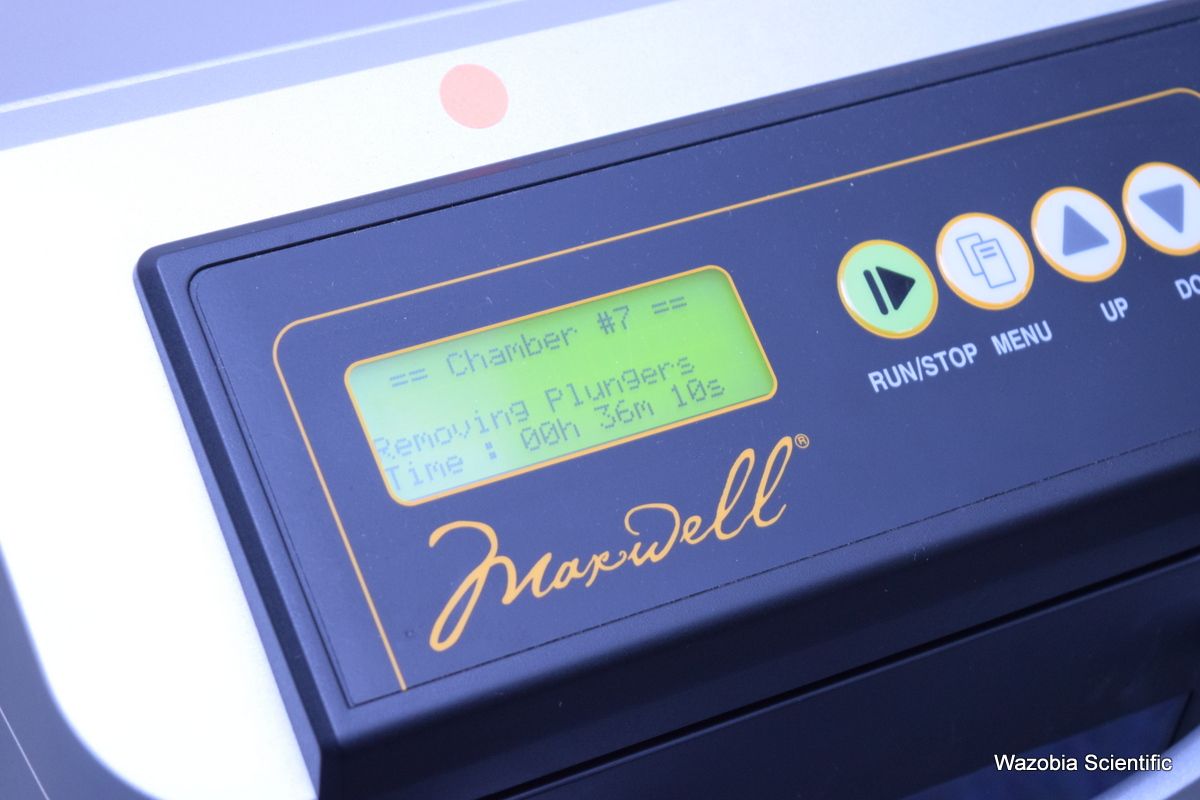 == Chamber #7 ==
Removing Plungers
Time : 00h 36m 10s
Maxwell®
RUN/STOP MENU UP
Wazobia Scientific